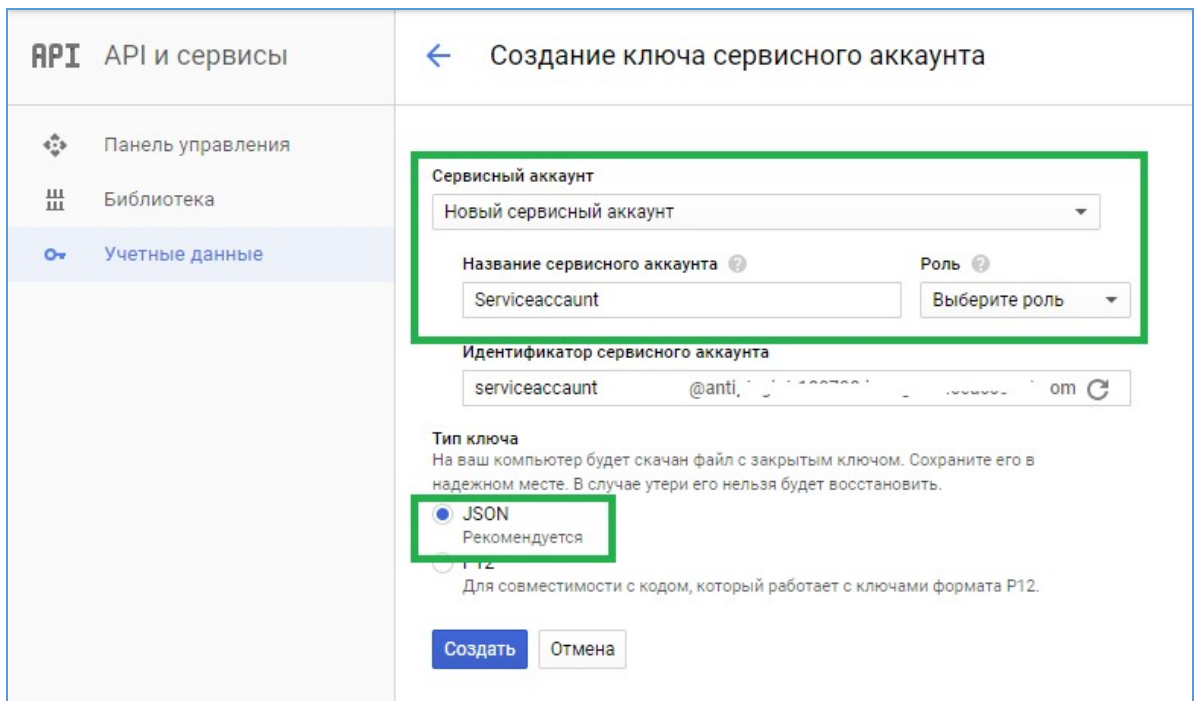 API API и сервисы
Создание ключа сервисного аккаунта
Панель управления
Библиотека
Учетные данные
Сервисный аккаунт
Новый сервисный аккаунт
Название сервисного аккаунта Роль
Serviceaccaunt Выберите роль
Идентификатор сервисного аккаунта
serviceaccaunt @anti om
Тип ключа
На ваш компьютер будет скачан файл с закрытым ключом. Сохраните его в
надежном месте. В случае утери его нельзя будет восстановить.
JSON
Рекомендуется
P12
Для совместимости с кодом, который работает с ключами формата P12.
Создать Отмена